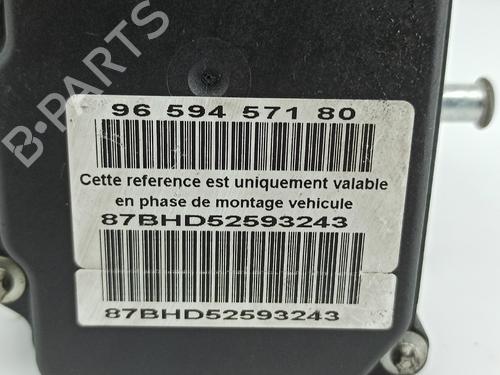 B-PARTS
96 594 571 80
Cette reference est uniquement valable
en phase de montage vehicule
87BHD52593243
87BHD52593243